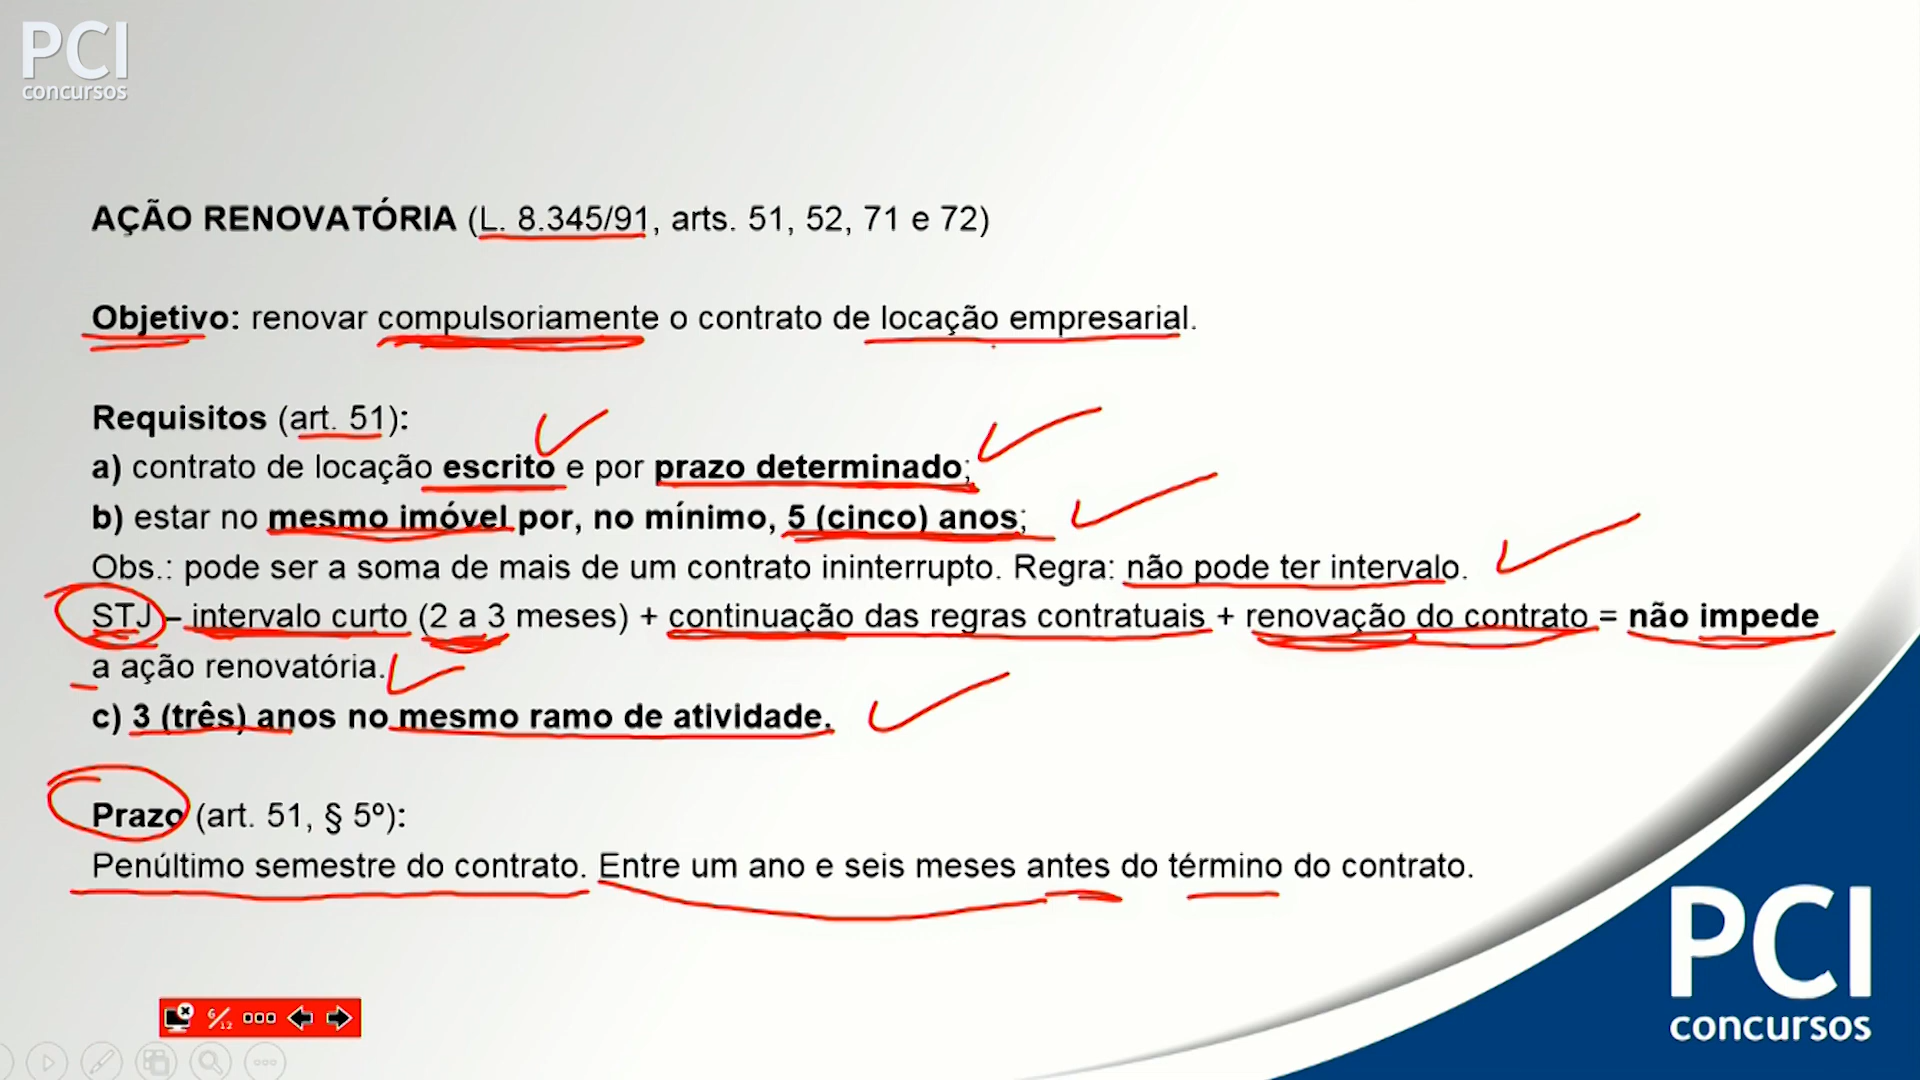 PCI
concursos
AÇÃO RENOVATÓRIA (L. 8.345/91, arts. 51, 52, 71 e 72)
Objetivo: renovar compulsoriamente o contrato de locação empresarial.
Requisitos (art. 51):
a) contrato de locação escrito e por prazo determinado;
b) estar no mesmo imóvel por, no mínimo, 5 (cinco) anos;
Obs.: pode ser a soma de mais de um contrato ininterrupto. Regra: não pode ter intervalo.
STJ – intervalo curto (2 a 3 meses) + continuação das regras contratuais + renovação do contrato = não impede
a ação renovatória.
c) 3 (três) anos no mesmo ramo de atividade.
Prazo (art. 51, § 5º):
Penúltimo semestre do contrato. Entre um ano e seis meses antes do término do contrato.
PCI
concursos
6/12